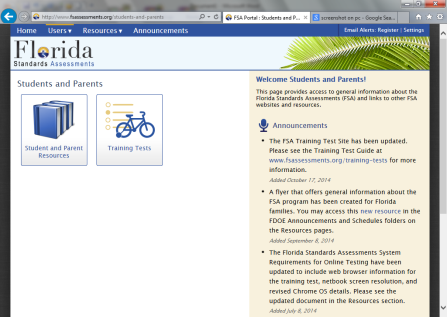 http://www.fsassessments.org/students-and-parents
FSA Portal: Students and P...
screenshot on pc - Google Sea...
Home Users ▾ Resources ▾ Announcements
Email Alerts: Register | Settings
Florida
Standards Assessments
Students and Parents
Student and Parent
Resources
Training Tests
Welcome Students and Parents!
This page provides access to general information about the
Florida Standards Assessments (FSA) and links to other FSA
websites and resources.
Announcements
• The FSA Training Test Site has been updated.
Please see the Training Test Guide at
www.fsassessments.org/training-tests for more
information.
Added October 17, 2014
• A flyer that offers general information about the
FSA program has been created for Florida
families. You may access this new resource in the
FDOE Announcements and Schedules folder on
the Resources page.
Added September 8, 2014
• The Florida Standards Assessments System
Requirements for Online Testing have been
updated to include web browser information for
the training test, netbook screen resolution, and
revised Chrome OS details. Please see the
updated document in the Resources section.
Added July 8, 2014